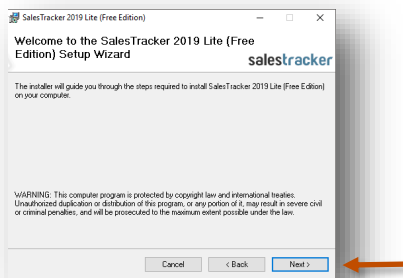 SalesTracker 2019 Lite (Free Edition)
Welcome to the SalesTracker 2019 Lite (Free
Edition) Setup Wizard
salestracker
The installer will guide you through the steps required to install SalesTracker 2019 Lite (Free Edition)
on your computer.
WARNING: This computer program is protected by copyright law and international treaties.
Unauthorized duplication or distribution of this program, or any portion of it, may result in severe civil
or criminal penalties, and will be prosecuted to the maximum extent possible under the law.
Cancel < Back Next >